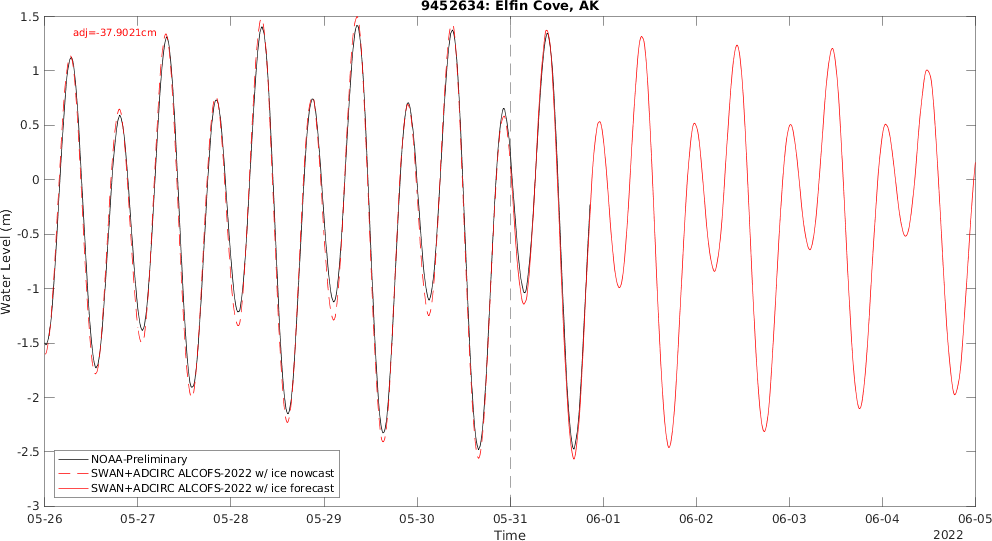 9452634: Elfin Cove, AK
adj=-37.9021cm
1.5
1
0.5
0
-0.5
-1
-1.5
-2
-2.5
-3
Water Level (m)
NOAA-Preliminary
SWAN+ADCIRC ALCOFS-2022 w/ ice nowcast
SWAN+ADCIRC ALCOFS-2022 w/ ice forecast
05-26 05-27 05-28 05-29 05-30 05-31 06-01 06-02 06-03 06-04 06-05
Time
2022